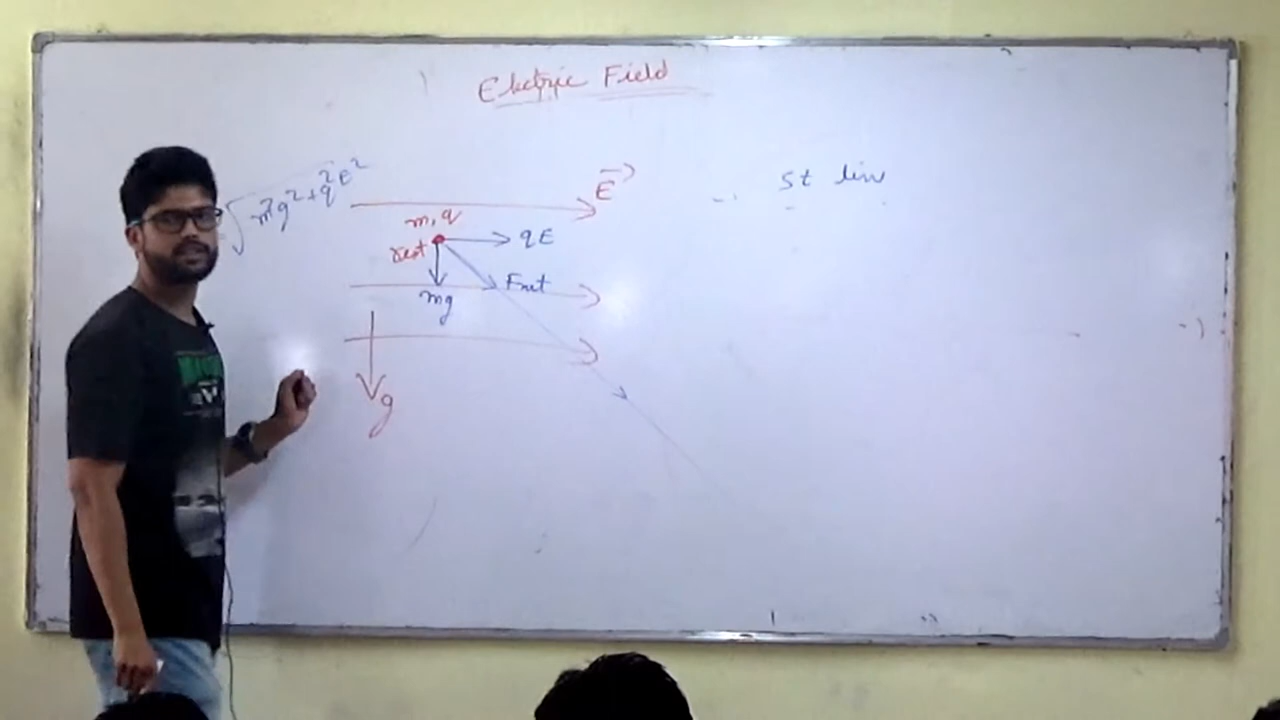 Electric Field
√m²g²+q²E²
E⃗
st lin
m,q
rest
qE
Fnet
mg
g